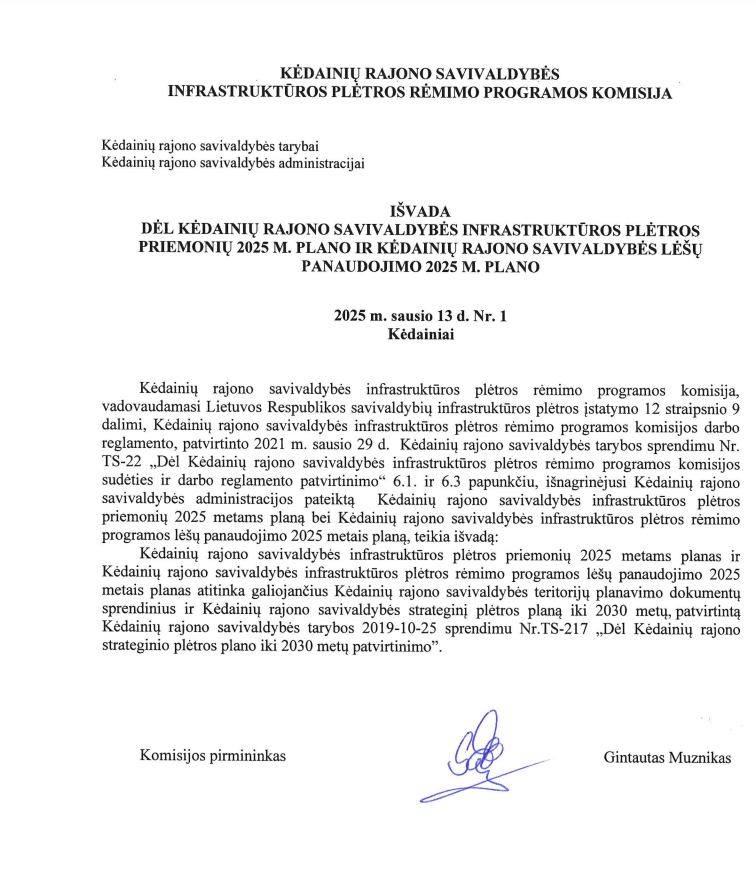 KĖDAINIŲ RAJONO SAVIVALDYBĖS
INFRASTRUKTŪROS PLĖTROS RĖMIMO PROGRAMOS KOMISIJA
Kėdainių rajono savivaldybės tarybai
Kėdainių rajono savivaldybės administracijai
IŠVADA
DĖL KĖDAINIŲ RAJONO SAVIVALDYBĖS INFRASTRUKTŪROS PLĖTROS
PRIEMONIŲ 2025 M. PLANO IR KĖDAINIŲ RAJONO SAVIVALDYBĖS LĖŠŲ
PANAUDOJIMO 2025 M. PLANO
2025 m. sausio 13 d. Nr. 1
Kėdainiai
Kėdainių rajono savivaldybės infrastruktūros plėtros rėmimo programos komisija,
vadovaudamasi Lietuvos Respublikos savivaldybių infrastruktūros plėtros įstatymo 12 straipsnio 9
dalimi, Kėdainių rajono savivaldybės infrastruktūros plėtros rėmimo programos komisijos darbo
reglamento, patvirtinto 2021 m. sausio 29 d. Kėdainių rajono savivaldybės tarybos sprendimu Nr.
TS-22 „Dėl Kėdainių rajono savivaldybės infrastruktūros plėtros rėmimo programos komisijos
sudėties ir darbo reglamento patvirtinimo“ 6.1. ir 6.3 papunkčiu, išnagrinėjusi Kėdainių rajono
savivaldybės administracijos pateiktą Kėdainių rajono savivaldybės infrastruktūros plėtros
priemonių 2025 metams planą bei Kėdainių rajono savivaldybės infrastruktūros plėtros rėmimo
programos lėšų panaudojimo 2025 metais planą, teikia išvadą:
Kėdainių rajono savivaldybės infrastruktūros plėtros priemonių 2025 metams planas ir
Kėdainių rajono savivaldybės infrastruktūros plėtros rėmimo programos lėšų panaudojimo 2025
metais planas atitinka galiojančius Kėdainių rajono savivaldybės teritorijų planavimo dokumentų
sprendinius ir Kėdainių rajono savivaldybės strateginį plėtros planą iki 2030 metų, patvirtintą
Kėdainių rajono savivaldybės tarybos 2019-10-25 sprendimu Nr.TS-217 „Dėl Kėdainių rajono
strateginio plėtros plano iki 2030 metų patvirtinimo”.
Komisijos pirmininkas
Gintautas Muznikas